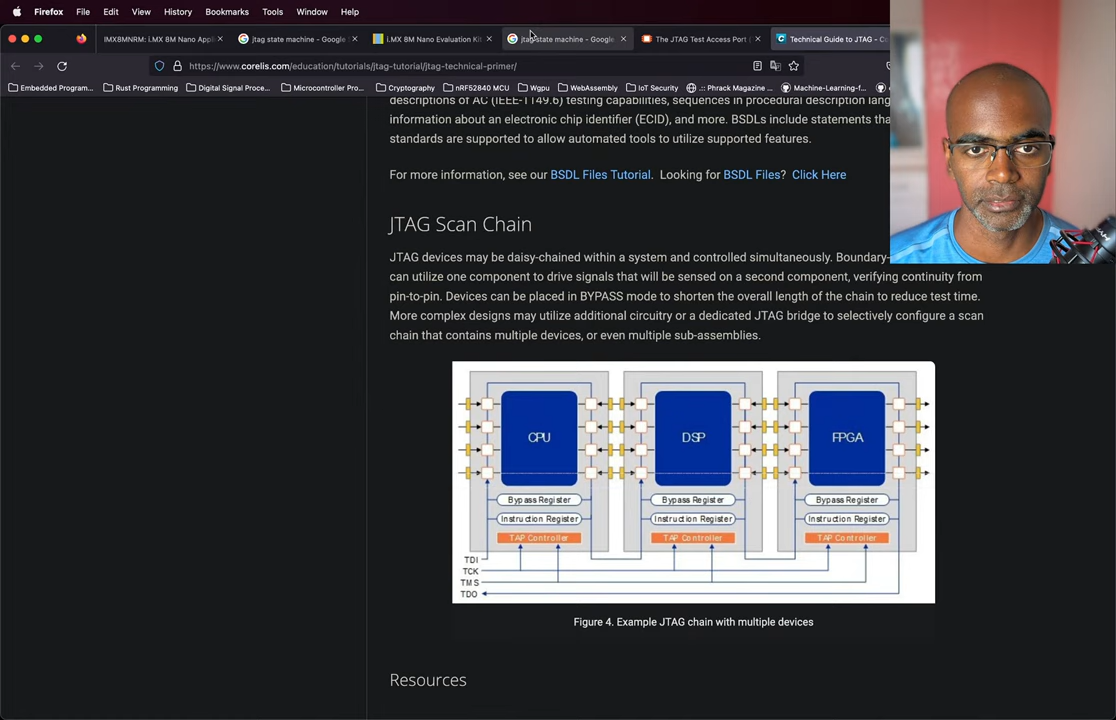 Firefox File Edit View History Bookmarks Tools Window Help
IMX8MNRM: i.MX 8M Nano Appli
jtag state machine - Google
i.MX 8M Nano Evaluation Kit
jtag state machine - Google
The JTAG Test Access Port
Technical Guide to JTAG - Co
https://www.corelis.com/education/tutorials/jtag-tutorial/jtag-technical-primer/
Embedded Program...
Rust Programming
Digital Signal Proce...
Microcontroller Pro...
Cryptography
nRF52840 MCU
Wgpu
WebAssembly
IoT Security
.:: Phrack Magazine ...
Machine-Learning-f...
descriptions of AC (IEEE-1149.6) testing capabilities, sequences in procedural description lang
information about an electronic chip identifier (ECID), and more. BSDLs include statements tha
standards are supported to allow automated tools to utilize supported features.
For more information, see our BSDL Files Tutorial. Looking for BSDL Files? Click Here
JTAG Scan Chain
JTAG devices may be daisy-chained within a system and controlled simultaneously. Boundary-
can utilize one component to drive signals that will be sensed on a second component, verifying continuity from
pin-to-pin. Devices can be placed in BYPASS mode to shorten the overall length of the chain to reduce test time.
More complex designs may utilize additional circuitry or a dedicated JTAG bridge to selectively configure a scan
chain that contains multiple devices, or even multiple sub-assemblies.
CPU DSP FPGA
Bypass Register Bypass Register Bypass Register
Instruction Register Instruction Register Instruction Register
TAP Controller TAP Controller TAP Controller
TDI
TCK
TMS
TDO
Figure 4. Example JTAG chain with multiple devices
Resources